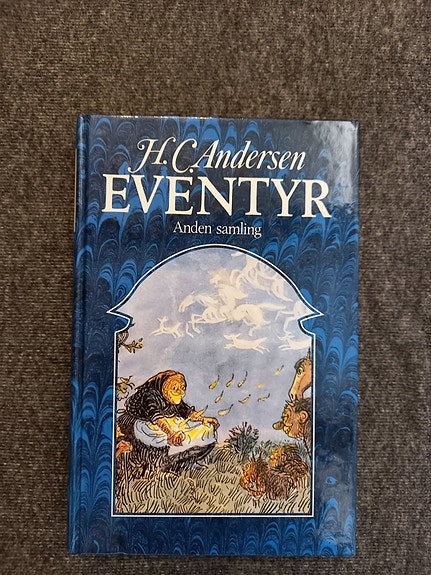 H.C. Andersen
EVENTYR
Anden samling